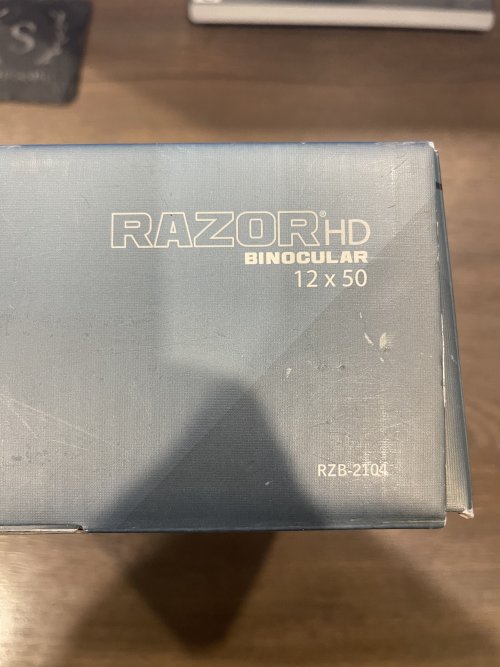 S
RAZOR® HD
BINOCULAR
12 x 50
RZB-2104